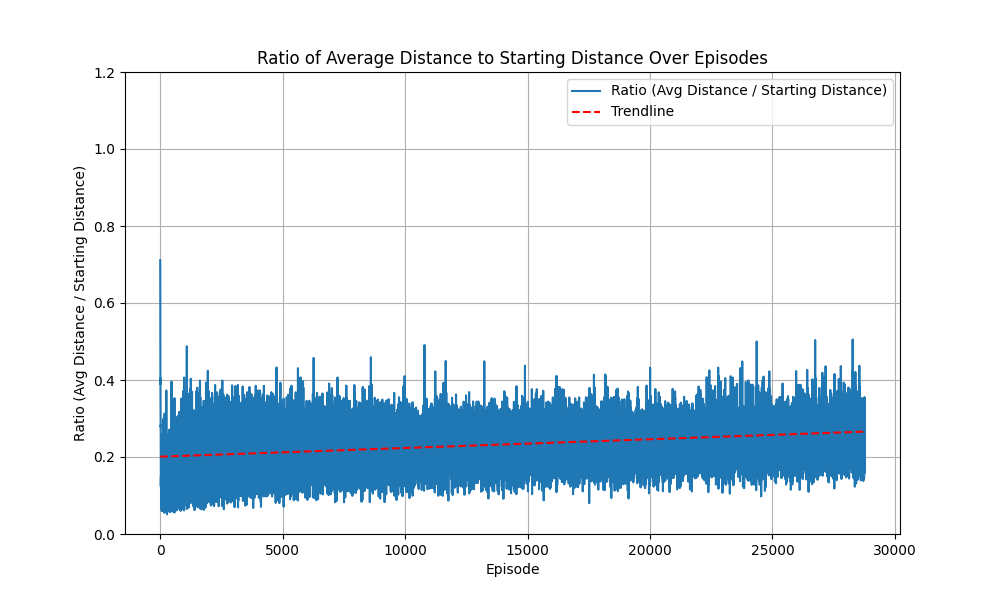 Ratio of Average Distance to Starting Distance Over Episodes
Ratio (Avg Distance / Starting Distance)
Trendline
Ratio (Avg Distance / Starting Distance)
1.2
1.0
0.8
0.6
0.4
0.2
0.0
0 5000 10000 15000 20000 25000 30000
Episode